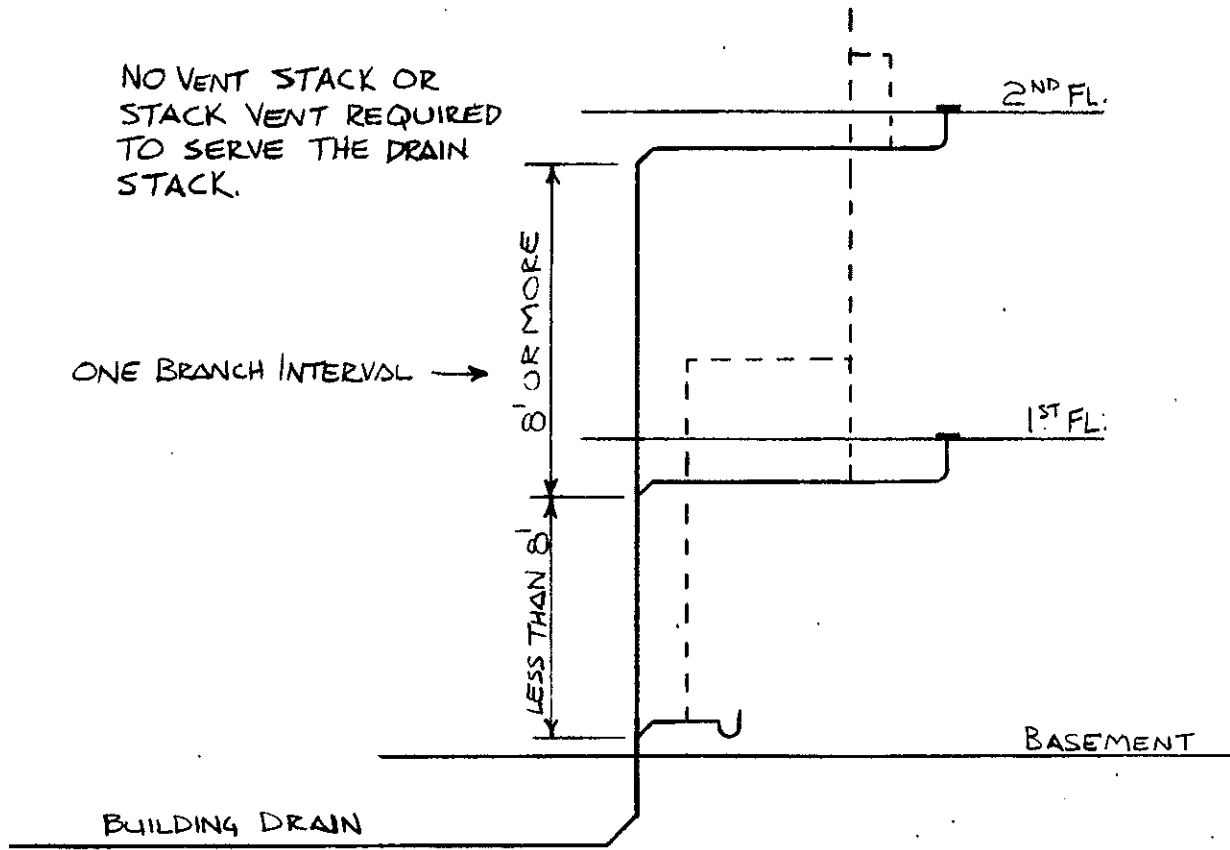 NO VENT STACK OR
STACK VENT REQUIRED
TO SERVE THE DRAIN
STACK.
2ND FL.
8' OR MORE
ONE BRANCH INTERVAL
1ST FL.
LESS THAN 8'
BASEMENT
BUILDING DRAIN